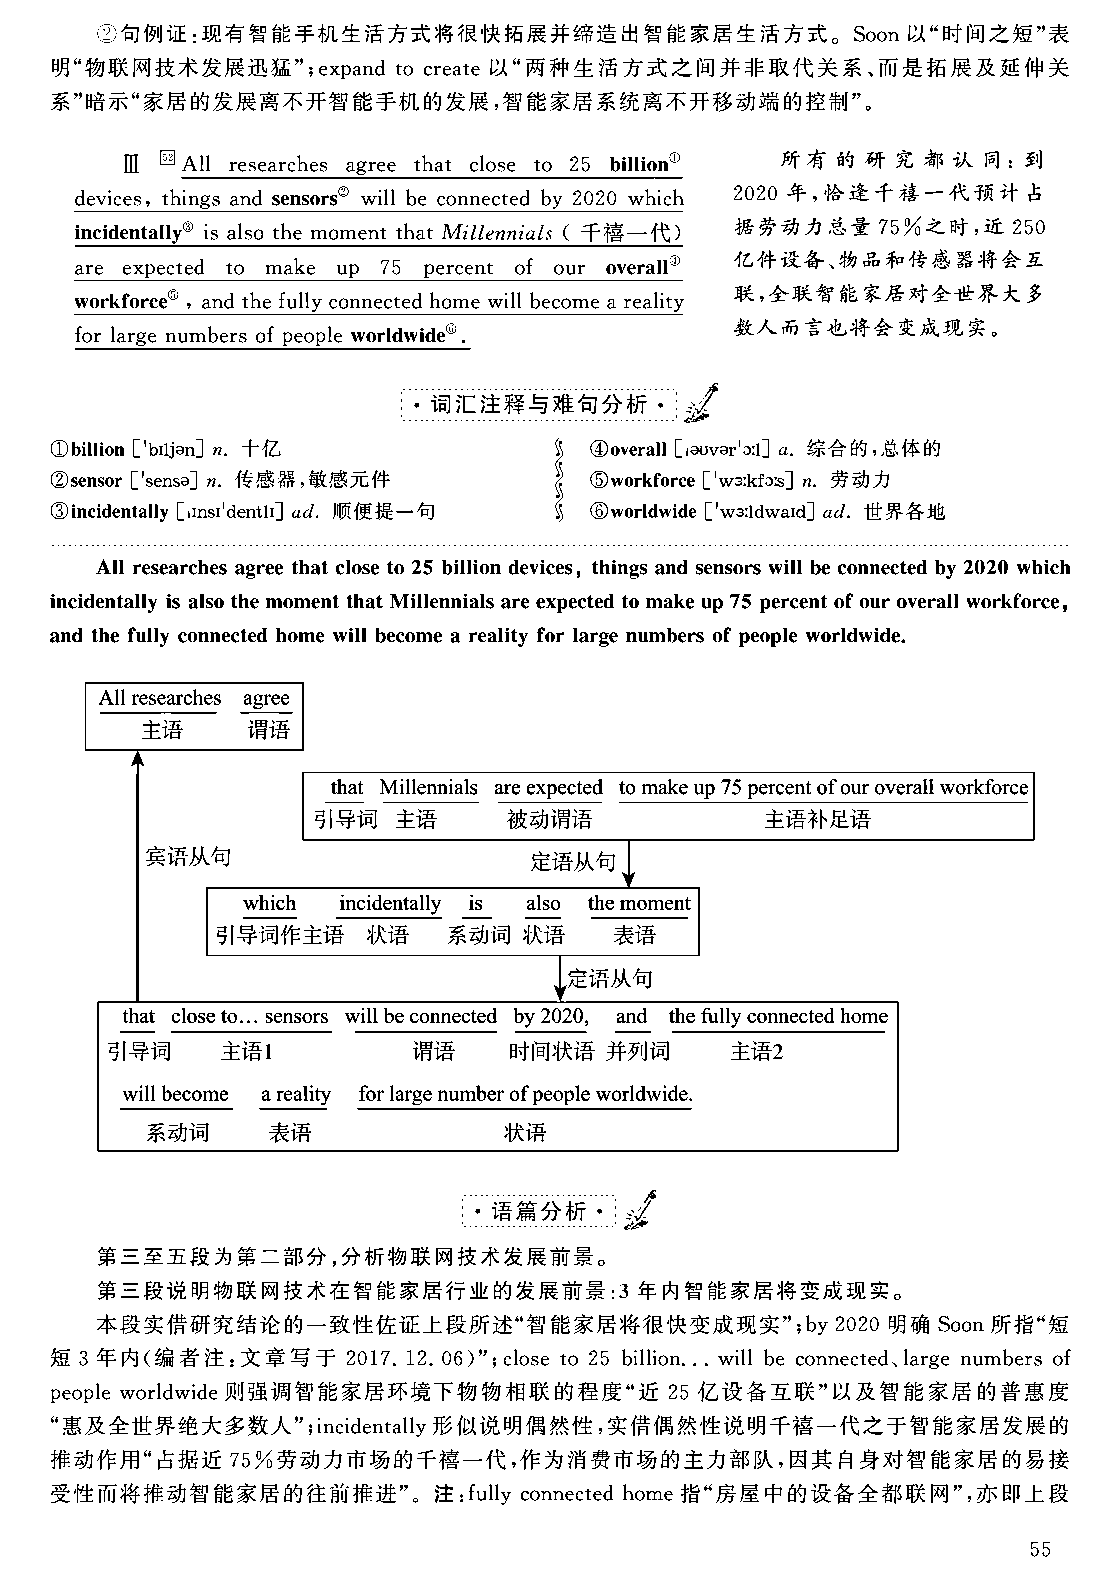 ②句例证:现有智能手机生活方式将很快拓展并缔造出智能家居生活方式。Soon 以“时间之短”表
明“物联网技术发展迅猛”;expand to create 以“两种生活方式之间并非取代关系、而是拓展及延伸关
系”暗示“家居的发展离不开智能手机的发展,智能家居系统离不开移动端的控制”。
Ⅲ 52 All researches agree that close to 25 billion①
devices, things and sensors② will be connected by 2020 which
incidentally③ is also the moment that Millennials ( 千禧一代)
are expected to make up 75 percent of our overall④
workforce⑤ , and the fully connected home will become a reality
for large numbers of people worldwide⑥ .
所有的研究都认同:到
2020 年,恰逢千禧一代预计占
据劳动力总量 75%之时,近 250
亿件设备、物品和传感器将会互
联,全联智能家居对全世界大多
数人而言也将会变成现实。
· 词汇注释与难句分析 ·
①billion [ˈbɪljən] n. 十亿
②sensor [ˈsensə] n. 传感器,敏感元件
③incidentally [ˌɪnsɪˈdentlɪ] ad. 顺便提一句
④overall [ˌəʊvərˈɔːl] a. 综合的,总体的
⑤workforce [ˈwɜːkfɔːs] n. 劳动力
⑥worldwide [ˈwɜːldwaɪd] ad. 世界各地
All researches agree that close to 25 billion devices, things and sensors will be connected by 2020 which
incidentally is also the moment that Millennials are expected to make up 75 percent of our overall workforce,
and the fully connected home will become a reality for large numbers of people worldwide.
All researches agree
主语 谓语
that Millennials are expected to make up 75 percent of our overall workforce
引导词 主语 被动谓语 主语补足语
宾语从句
定语从句
which incidentally is also the moment
引导词作主语 状语 系动词 状语 表语
定语从句
that close to... sensors will be connected by 2020, and the fully connected home
引导词 主语1 谓语 时间状语 并列词 主语2
will become a reality for large number of people worldwide.
系动词 表语 状语
· 语篇分析 ·
第三至五段为第二部分,分析物联网技术发展前景。
第三段说明物联网技术在智能家居行业的发展前景:3 年内智能家居将变成现实。
本段实借研究结论的一致性佐证上段所述“智能家居将很快变成现实”;by 2020 明确 Soon 所指“短
短 3 年内(编者注:文章写于 2017. 12. 06)”;close to 25 billion... will be connected、large numbers of
people worldwide 则强调智能家居环境下物物相联的程度“近 25 亿设备互联”以及智能家居的普惠度
“惠及全世界绝大多数人”;incidentally 形似说明偶然性,实借偶然性说明千禧一代之于智能家居发展的
推动作用“占据近 75%劳动力市场的千禧一代,作为消费市场的主力部队,因其自身对智能家居的易接
受性而将推动智能家居的往前推进”。注:fully connected home 指“房屋中的设备全都联网”,亦即上段
55